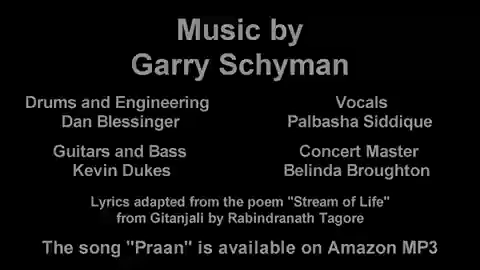 Music by
Garry Schyman
Drums and Engineering
Dan Blessinger
Vocals
Palbasha Siddique
Guitars and Bass
Kevin Dukes
Concert Master
Belinda Broughton
Lyrics adapted from the poem "Stream of Life"
from Gitanjali by Rabindranath Tagore
The song "Praan" is available on Amazon MP3